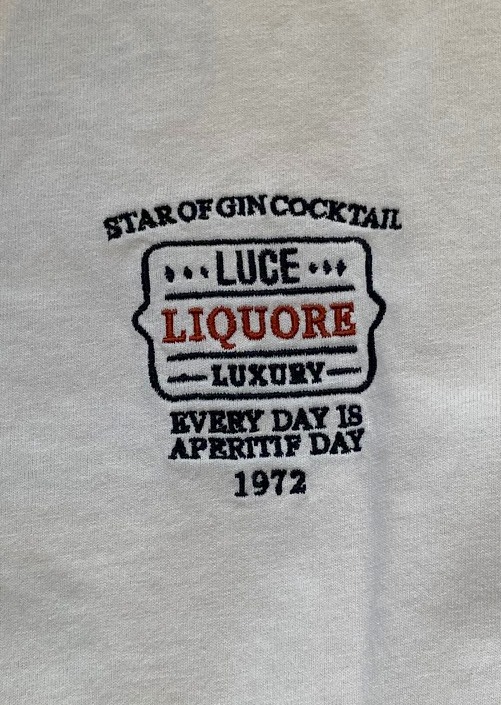 STAR OF GIN COCKTAIL
LUCE
LIQUORE
LUXURY
EVERY DAY IS
APERITIF DAY
1972